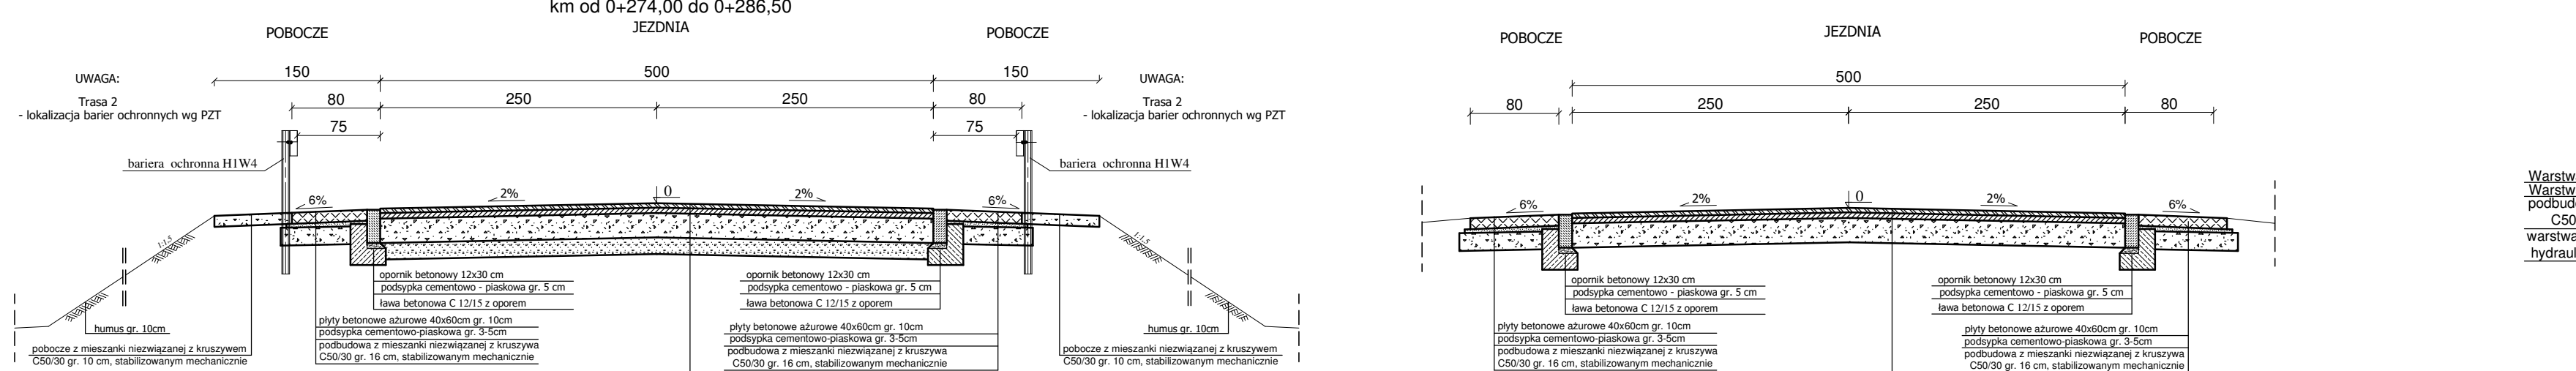 km od 0+274,00 do 0+286,50
POBOCZE
JEZDNIA
POBOCZE
150
500
150
UWAGA:
Trasa 2
- lokalizacja barier ochronnych wg PZT
80
250
250
80
UWAGA:
Trasa 2
- lokalizacja barier ochronnych wg PZT
75
75
bariera ochronna H1W4
bariera ochronna H1W4
6%
2%
0
2%
6%
1:1,5
1:1,5
opornik betonowy 12x30 cm
podsypka cementowo - piaskowa gr. 5 cm
ława betonowa C 12/15 z oporem
opornik betonowy 12x30 cm
podsypka cementowo - piaskowa gr. 5 cm
ława betonowa C 12/15 z oporem
humus gr. 10cm
humus gr. 10cm
pobocze z mieszanki niezwiązanej z kruszywem
C50/30 gr. 10 cm, stabilizowanym mechanicznie
płyty betonowe ażurowe 40x60cm gr. 10cm
podsypka cementowo-piaskowa gr. 3-5cm
podbudowa z mieszanki niezwiązanej z kruszywa
C50/30 gr. 16 cm, stabilizowanym mechanicznie
płyty betonowe ażurowe 40x60cm gr. 10cm
podsypka cementowo-piaskowa gr. 3-5cm
podbudowa z mieszanki niezwiązanej z kruszywa
C50/30 gr. 16 cm, stabilizowanym mechanicznie
pobocze z mieszanki niezwiązanej z kruszywem
C50/30 gr. 10 cm, stabilizowanym mechanicznie
POBOCZE
JEZDNIA
POBOCZE
500
80
250
250
80
6%
2%
0
2%
6%
opornik betonowy 12x30 cm
podsypka cementowo - piaskowa gr. 5 cm
ława betonowa C 12/15 z oporem
opornik betonowy 12x30 cm
podsypka cementowo - piaskowa gr. 5 cm
ława betonowa C 12/15 z oporem
płyty betonowe ażurowe 40x60cm gr. 10cm
podsypka cementowo-piaskowa gr. 3-5cm
podbudowa z mieszanki niezwiązanej z kruszywa
C50/30 gr. 16 cm, stabilizowanym mechanicznie
płyty betonowe ażurowe 40x60cm gr. 10cm
podsypka cementowo-piaskowa gr. 3-5cm
podbudowa z mieszanki niezwiązanej z kruszywa
C50/30 gr. 16 cm, stabilizowanym mechanicznie
Warstw
Warstw
podbud
C50
warstwa
hydraul